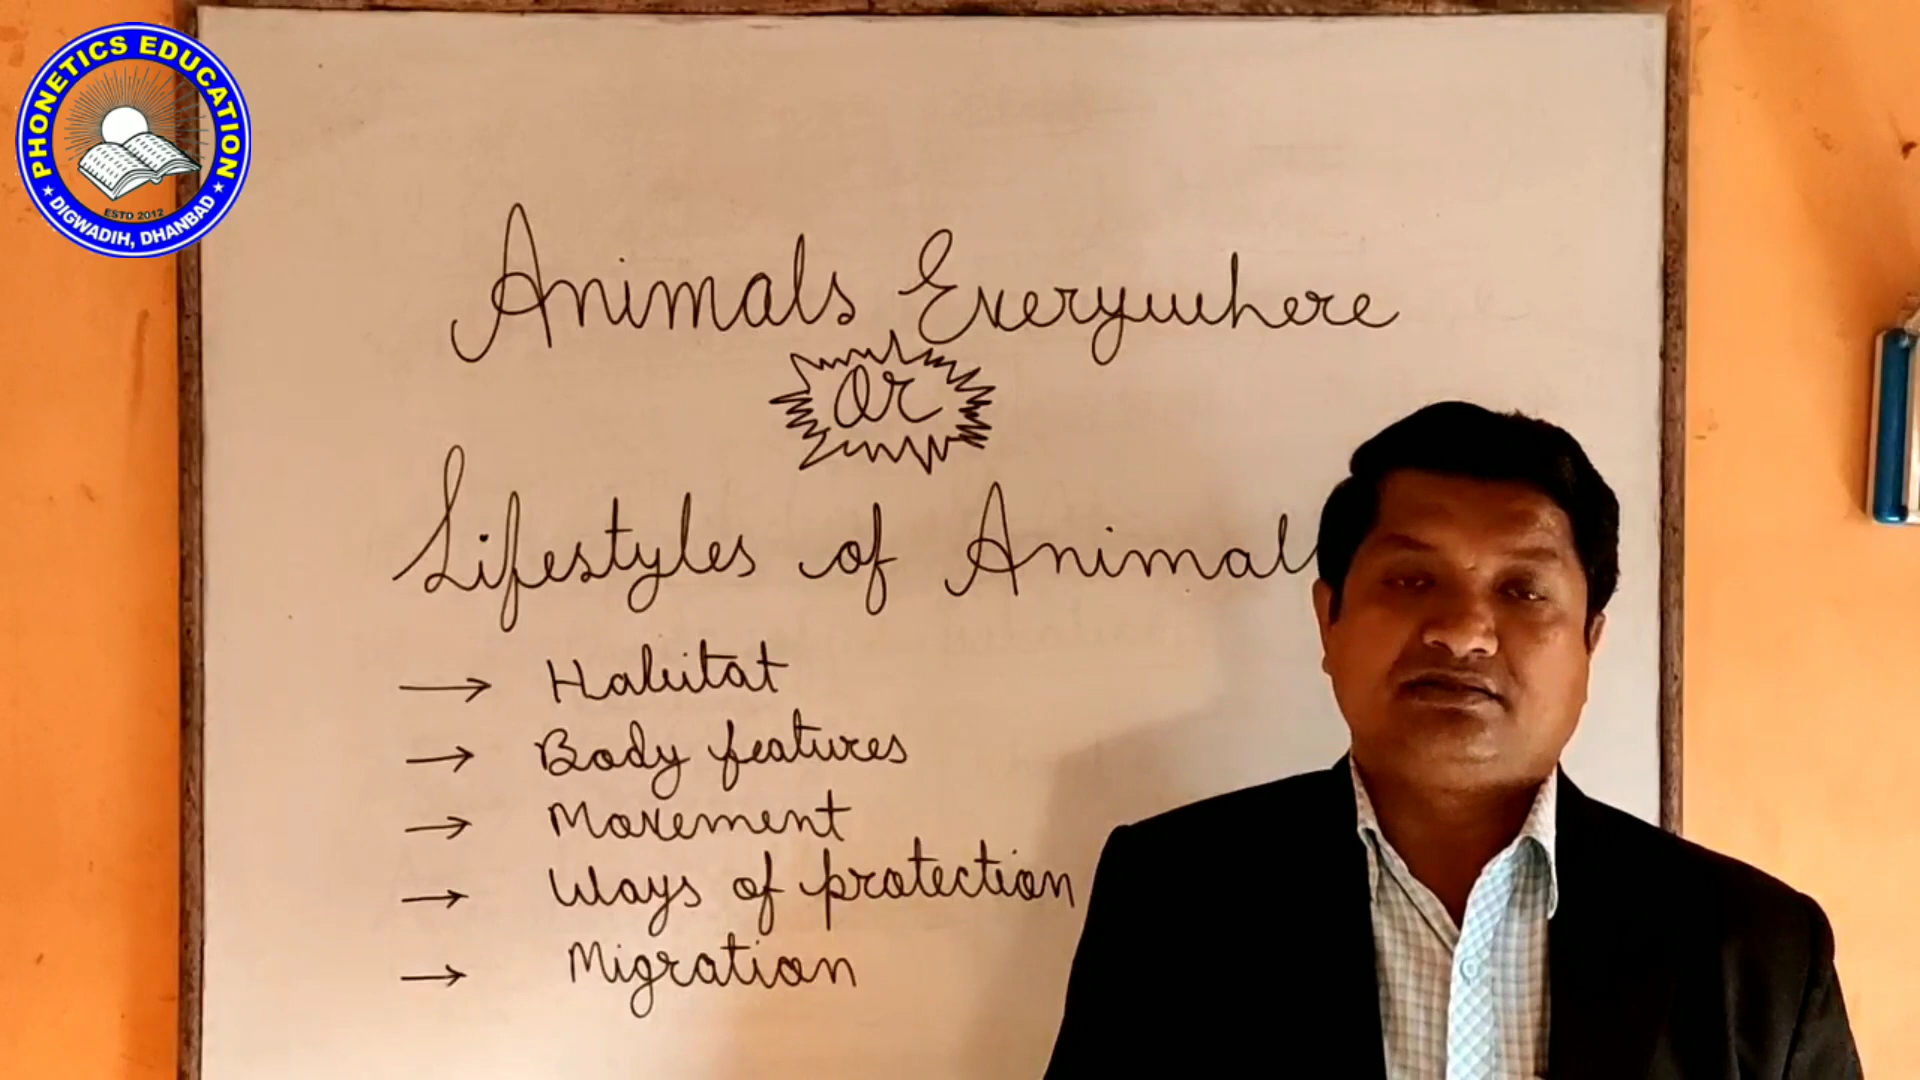 PHONETICS EDUCATION
ESTD 2012
★ DIGWADIH, DHANBAD ★
Animals Everywhere
or
Lifestyles of Animal
→ Habitat
→ Body features
→ Movement
→ Ways of protection
→ Migration